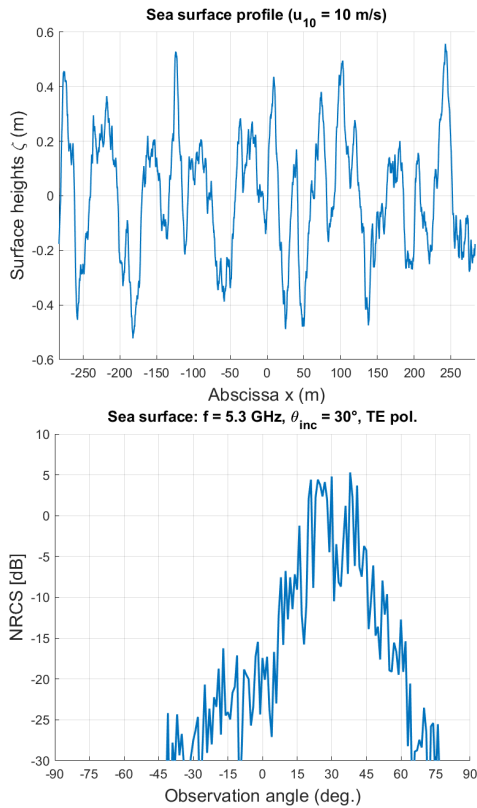 Sea surface profile (u10 = 10 m/s)
0.6
0.4
0.2
0
-0.2
-0.4
-0.6
Surface heights ζ (m)
-250 -200 -150 -100 -50 0 50 100 150 200 250
Abscissa x (m)
Sea surface: f = 5.3 GHz, θinc = 30°, TE pol.
10
5
0
-5
-10
-15
-20
-25
-30
NRCS [dB]
-90 -75 -60 -45 -30 -15 0 15 30 45 60 75 90
Observation angle (deg.)